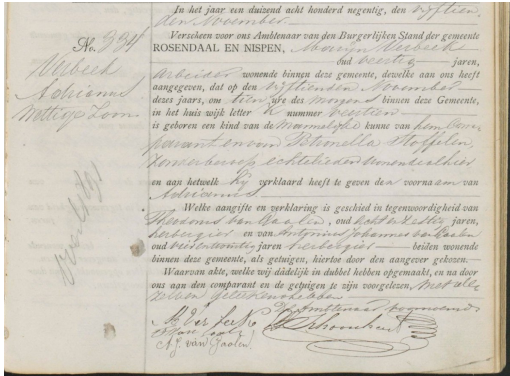 In het jaar een duizend acht honderd negentig, den vijftien
den November
Verscheen voor ons Ambtenaar van den Burgerlijken Stand der gemeente
No. 334 ROSENDAAL EN NISPEN, Marijn Verbeek
Verbeek oud veertig jaren,
Adrianus arbeider wonende binnen deze gemeente, dewelke aan ons heeft
Wettige Zoon aangegeven, dat op den vijftienden November
dezes jaars, om tien ure des morgens binnen deze Gemeente,
in het huis wijk letter nummer veertien
is geboren een kind van de Mannelijke kunne van hem Com
parant en van Petronella Stoffelen,
zonder beroep echtelieden wonende alhier
en aan hetwelk hij verklaard heeft te geven den voornaam van
Adrianus
Welke aangifte en verklaring is geschied in tegenwoordigheid van
van Gaalen, oud acht en zestig jaren,
herbergier en van Antonius Johannes van Gaalen
oud jaren herbergier beiden wonende
binnen deze gemeente, als getuigen, hiertoe door den aangever gekozen.
Waarvan akte, welke wij dadelijk in dubbel hebben opgemaakt, en na door
ons aan den comparant en de getuigen te zijn voorgelezen, met alle
hebben geteekend
M Verbeek
A.J. van Gaalen